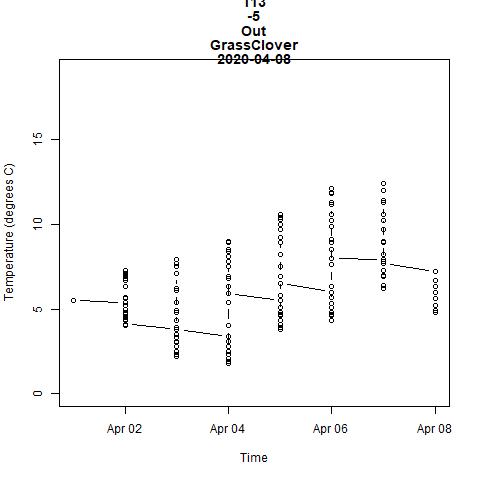 T13
-5
Out
GrassClover
2020-04-08
Temperature (degrees C)
15
10
5
0
Apr 02
Apr 04
Apr 06
Apr 08
Time